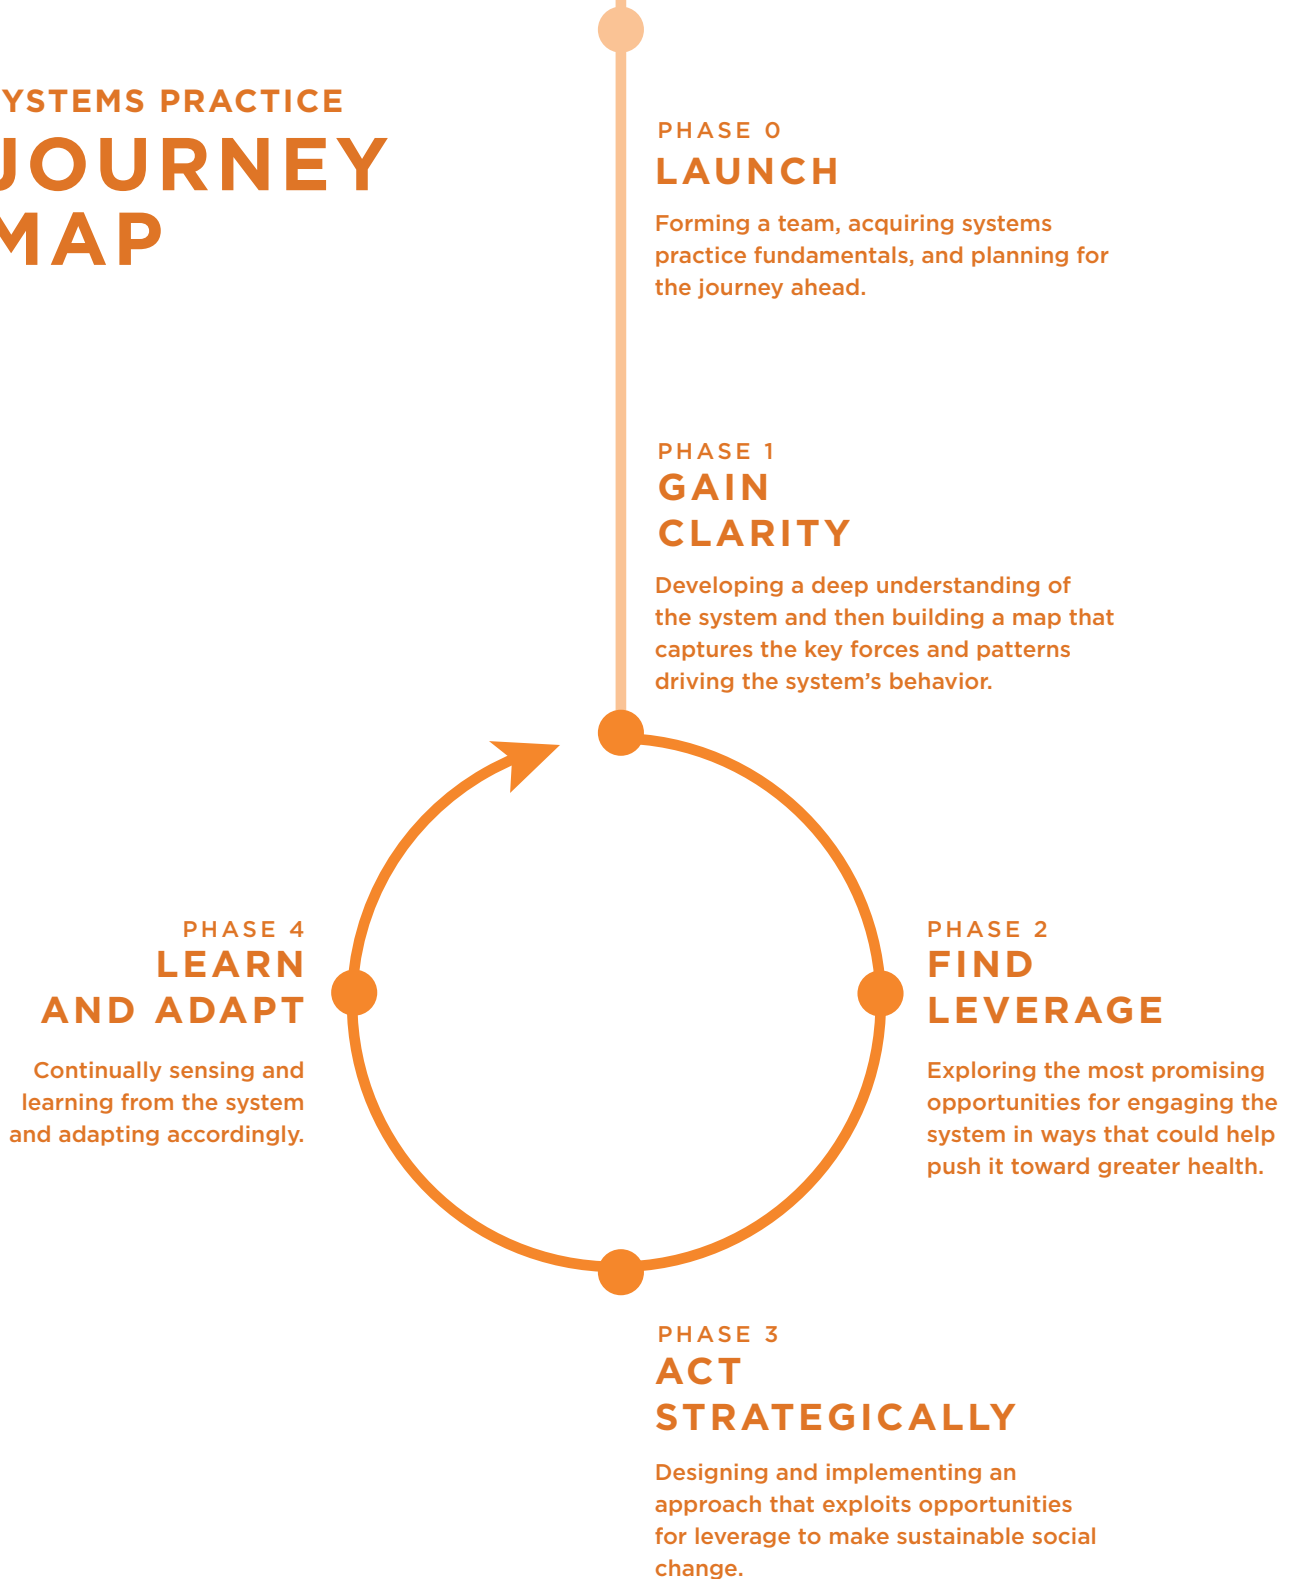 YSTEMS PRACTICE
JOURNEY
MAP
PHASE 0
LAUNCH
Forming a team, acquiring systems
practice fundamentals, and planning for
the journey ahead.
PHASE 1
GAIN
CLARITY
Developing a deep understanding of
the system and then building a map that
captures the key forces and patterns
driving the system’s behavior.
PHASE 2
FIND
LEVERAGE
Exploring the most promising
opportunities for engaging the
system in ways that could help
push it toward greater health.
PHASE 3
ACT
STRATEGICALLY
Designing and implementing an
approach that exploits opportunities
for leverage to make sustainable social
change.
PHASE 4
LEARN
AND ADAPT
Continually sensing and
learning from the system
and adapting accordingly.